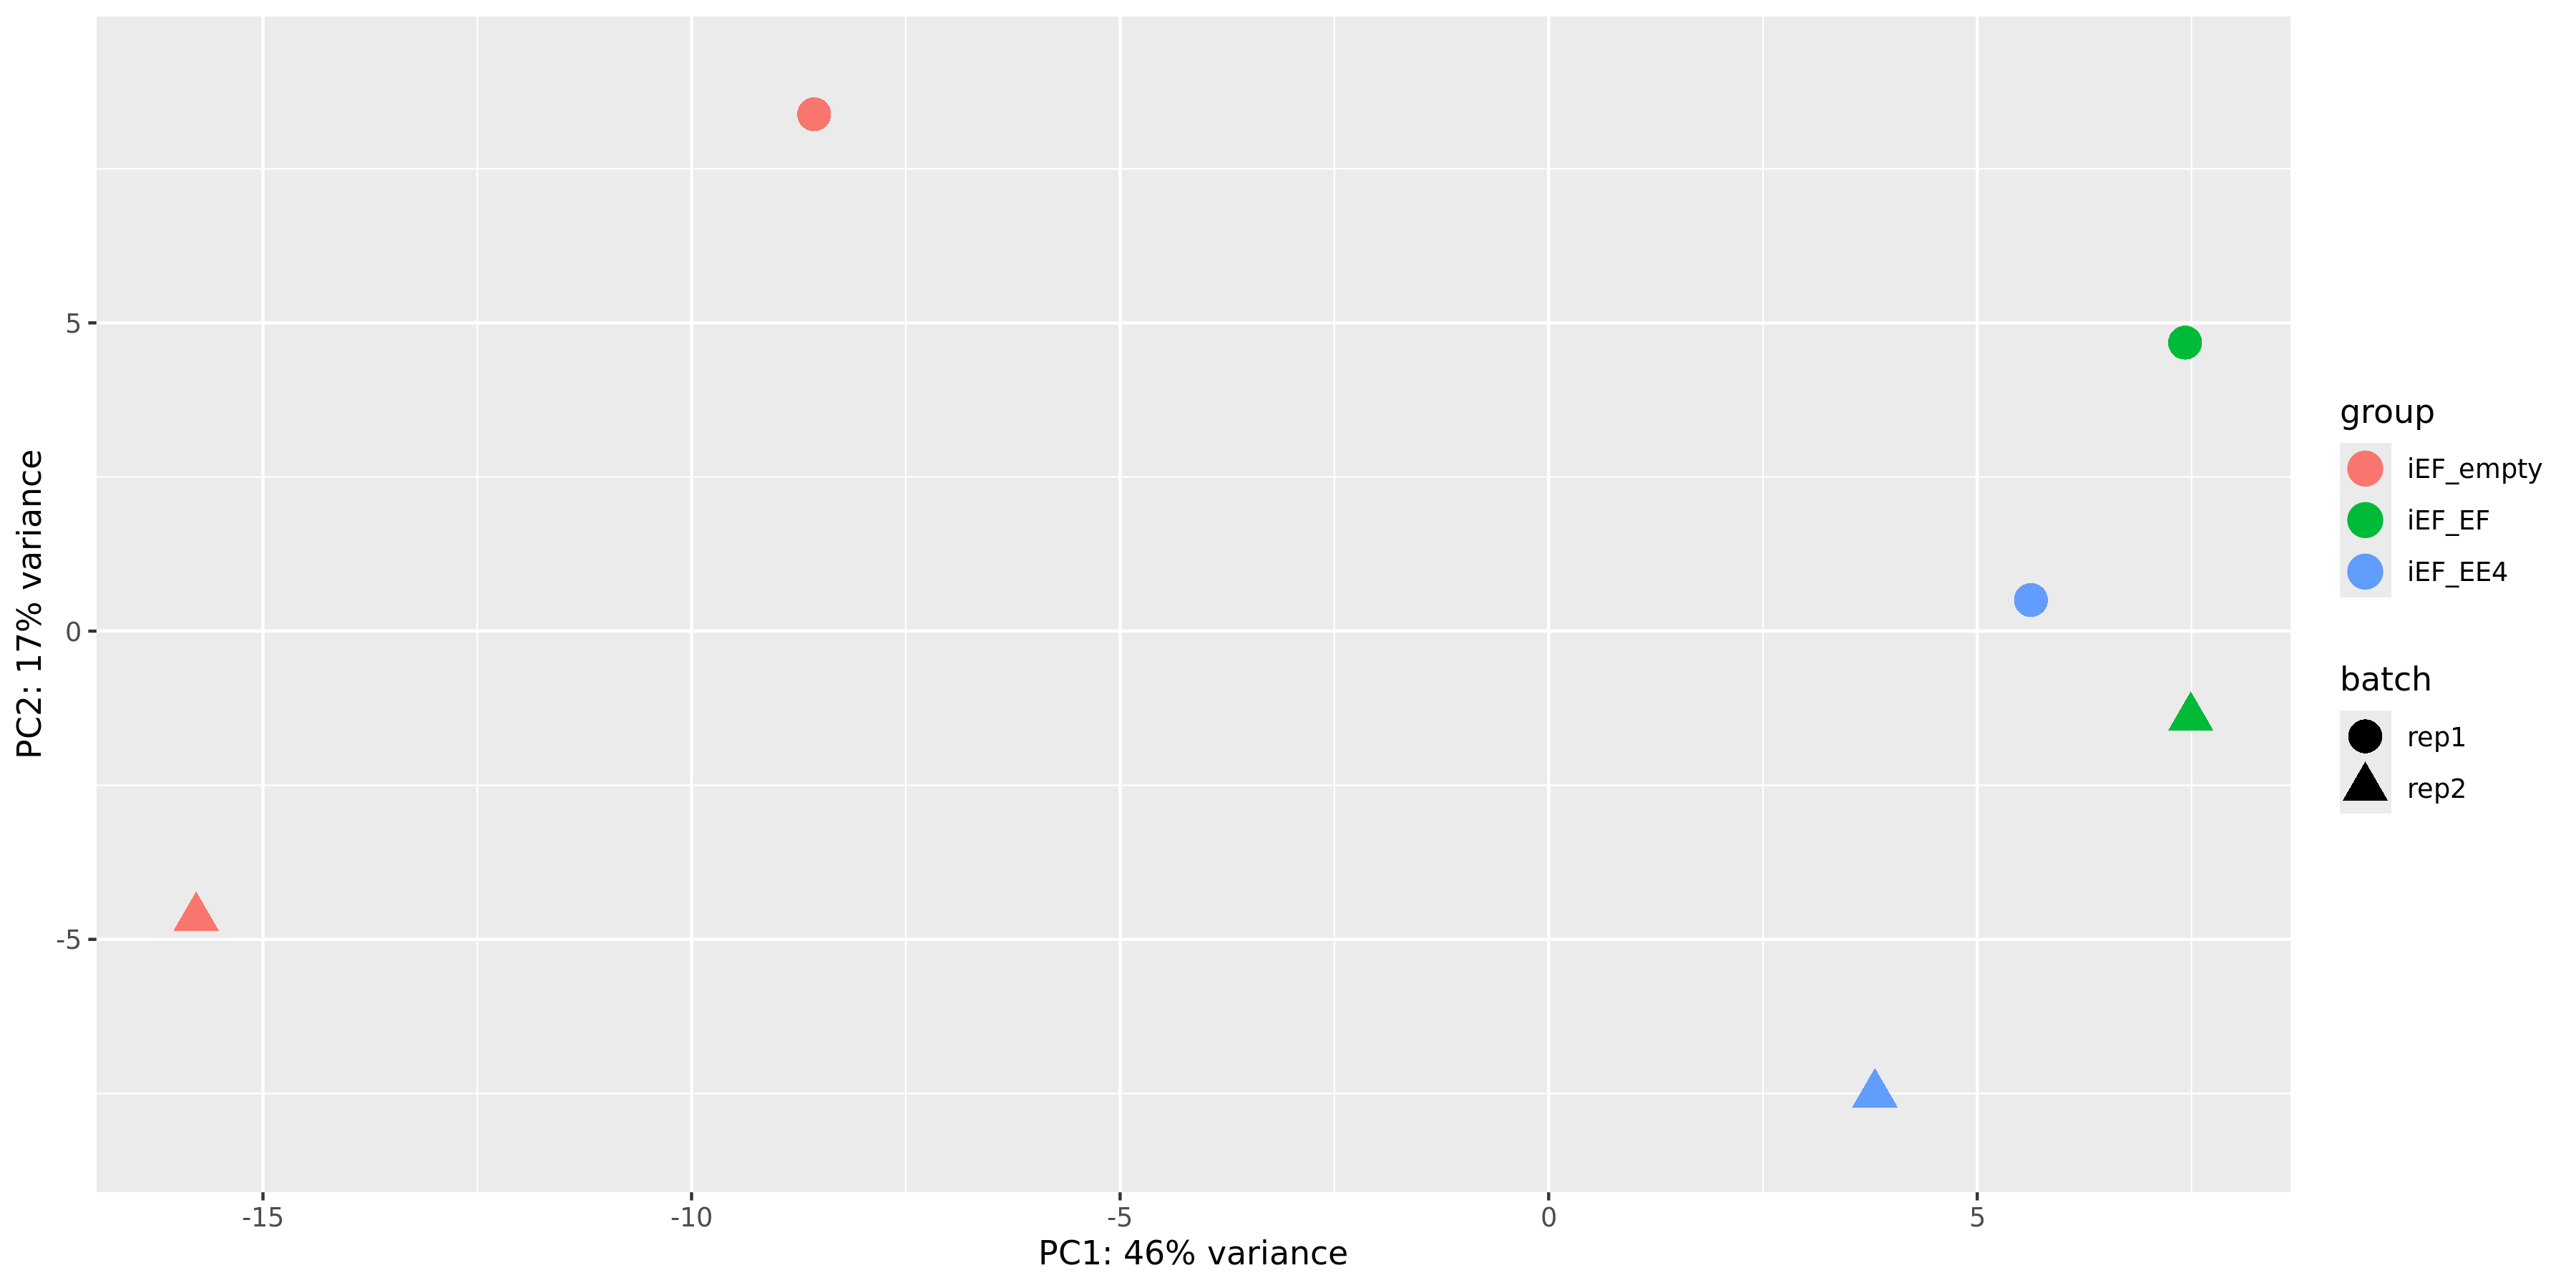 PC2: 17% variance
5
0
-5
-15
-10
-5
0
5
PC1: 46% variance
group
iEF_empty
iEF_EF
iEF_EE4
batch
rep1
rep2